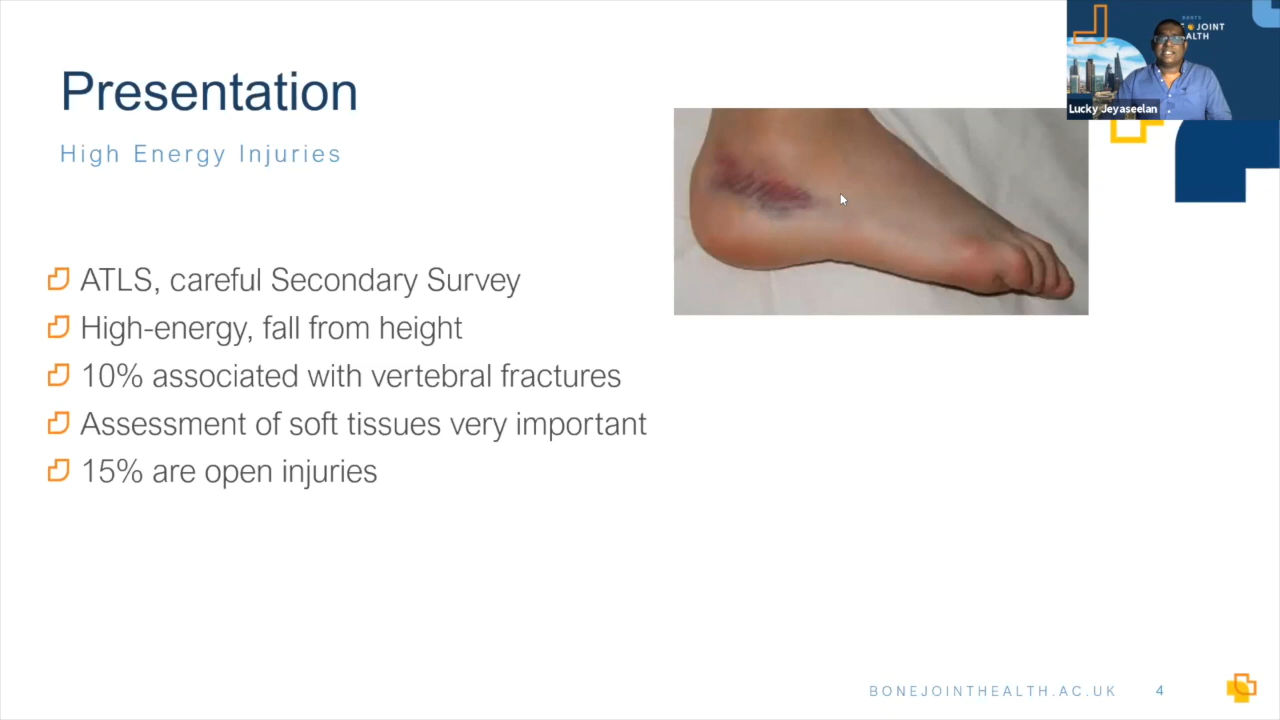 Presentation
High Energy Injuries
ATLS, careful Secondary Survey
High-energy, fall from height
10% associated with vertebral fractures
Assessment of soft tissues very important
15% are open injuries
JOINT
Lucky Jeyaseelan
BONEJOINTHEALTH.AC.UK 4